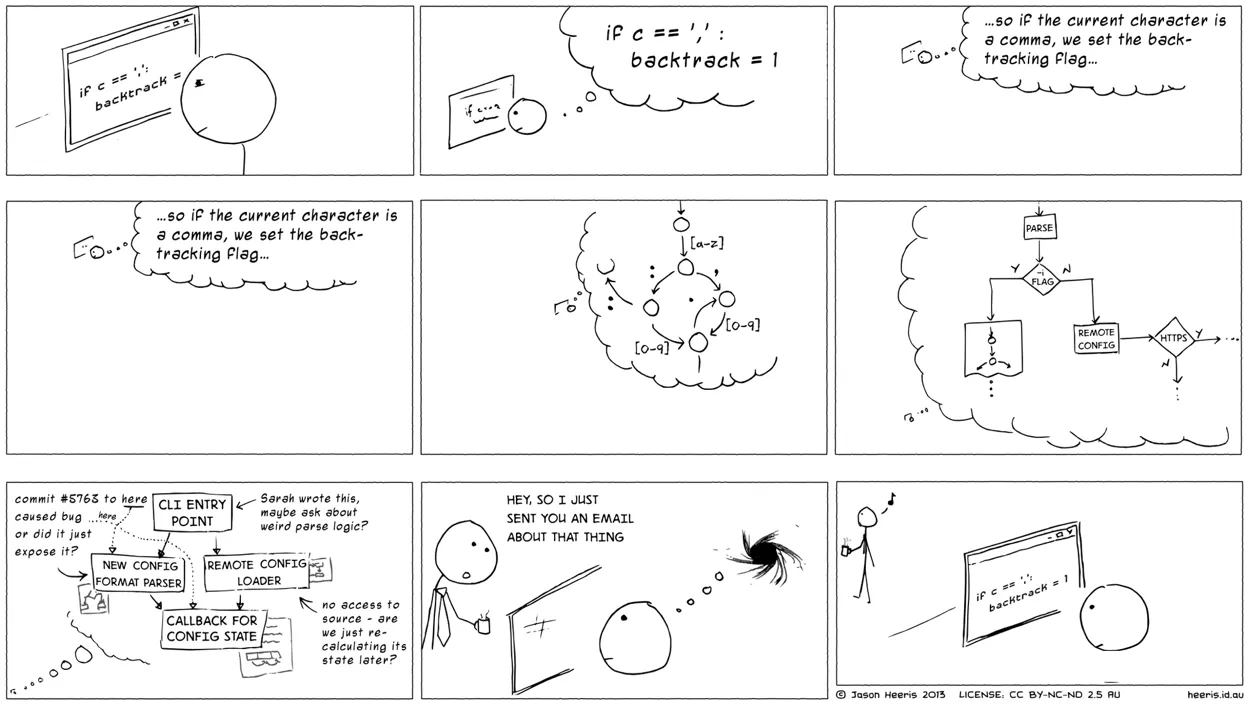 if c == ',':
backtrack =
if c == ',' :
backtrack = 1
...so if the current character is
a comma, we set the back-
tracking flag...
...so if the current character is
a comma, we set the back-
tracking flag...
[a-z]
:
,
:
.
[0-9]
[0-9]
PARSE
Y
-i
FLAG
N
REMOTE
CONFIG
HTTPS
Y
...
N
commit #5763 to here
caused bug ... here
or did it just
expose it?
CLI ENTRY
POINT
Sarah wrote this,
maybe ask about
weird parse logic?
NEW CONFIG
FORMAT PARSER
REMOTE CONFIG
LOADER
CALLBACK FOR
CONFIG STATE
no access to
source - are
we just re-
calculating its
state later?
HEY, SO I JUST
SENT YOU AN EMAIL
ABOUT THAT THING
if c == ',':
backtrack = 1
© Jason Heeris 2013 LICENSE: CC BY-NC-ND 2.5 AU heeris.id.au